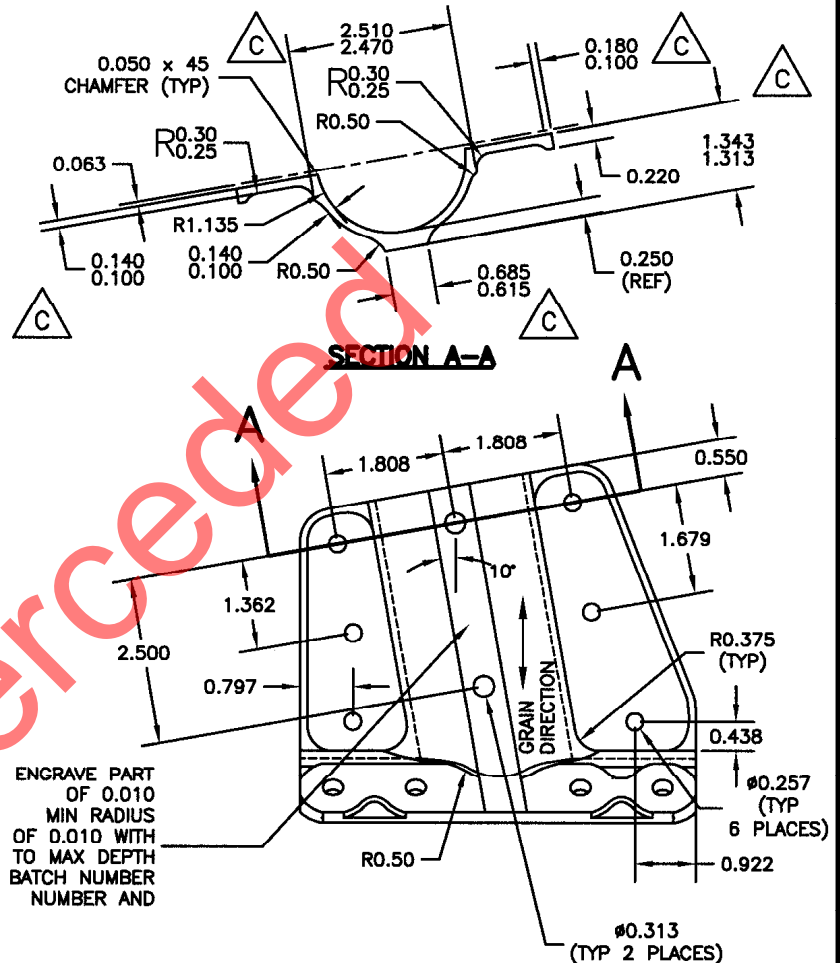 C
2.510
2.470
0.050 x 45
CHAMFER (TYP)
R0.30
0.25
R0.50
0.180
0.100
C
C
R0.30
0.25
0.063
1.343
1.313
0.220
R1.135
0.140
0.100
0.140
0.100
R0.50
0.685
0.615
0.250
(REF)
C
C
SECTION A-A
A
A
1.808
1.808
0.550
10°
1.679
1.362
2.500
0.797
GRAIN
DIRECTION
R0.375
(TYP)
0.438
ENGRAVE PART
OF 0.010
MIN RADIUS
OF 0.010 WITH
TO MAX DEPTH
BATCH NUMBER
NUMBER AND
R0.50
ø0.257
(TYP
6 PLACES)
0.922
ø0.313
(TYP 2 PLACES)
erceded